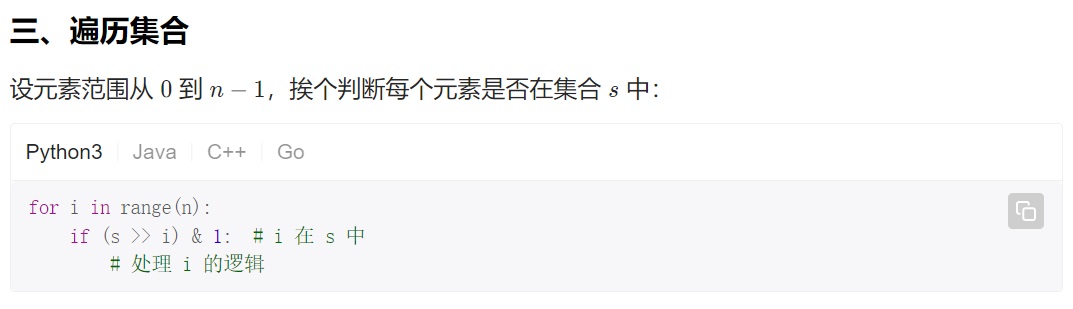 三、遍历集合
设元素范围从 0 到 n − 1，挨个判断每个元素是否在集合 s 中：
Python3 Java C++ Go
for i in range(n):
    if (s >> i) & 1:  # i 在 s 中
        # 处理 i 的逻辑